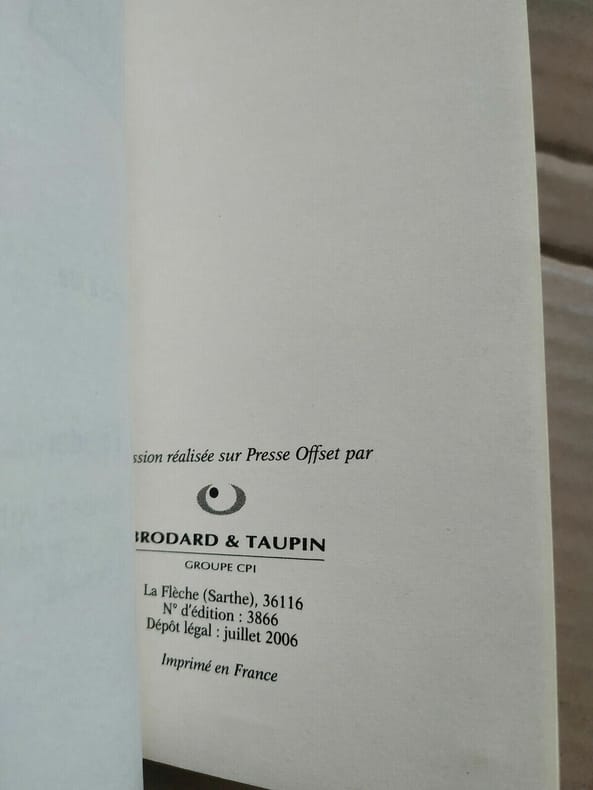 ssion réalisée sur Presse Offset par
BRODARD & TAUPIN
GROUPE CPI
La Flèche (Sarthe), 36116
N° d'édition : 3866
Dépôt légal : juillet 2006
Imprimé en France